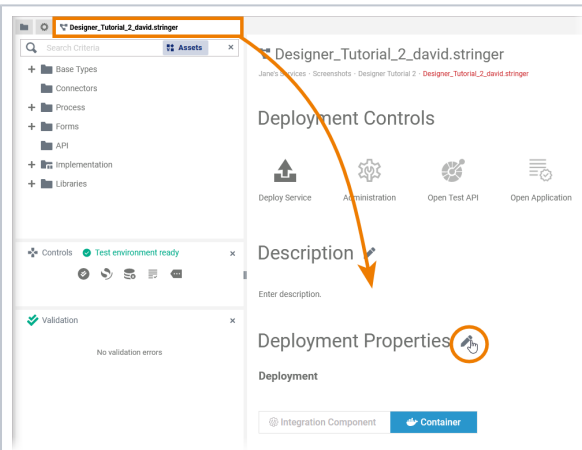 Designer_Tutorial_2_david.stringer
Search Criteria
Assets
×
Base Types
Connectors
Process
Forms
API
Implementation
Libraries
Controls
Test environment ready
×
Validation
×
No validation errors
Designer_Tutorial_2_david.stringer
Jane's Services - Screenshots - Designer Tutorial 2 - Designer_Tutorial_2_david.stringer
Deployment Controls
Deploy Service
Administration
Open Test API
Open Application
Description
Enter description.
Deployment Properties
Deployment
Integration Component
Container